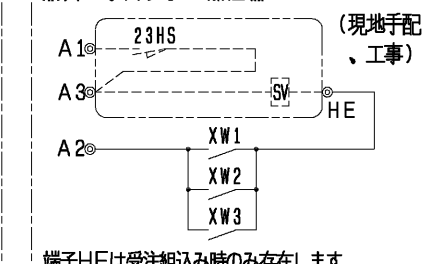 23HS
(現地手配
、工事)
A1
A3
SV
HE
A2
XW1
XW2
XW3
端子HEは受注組込み時のみ存在します